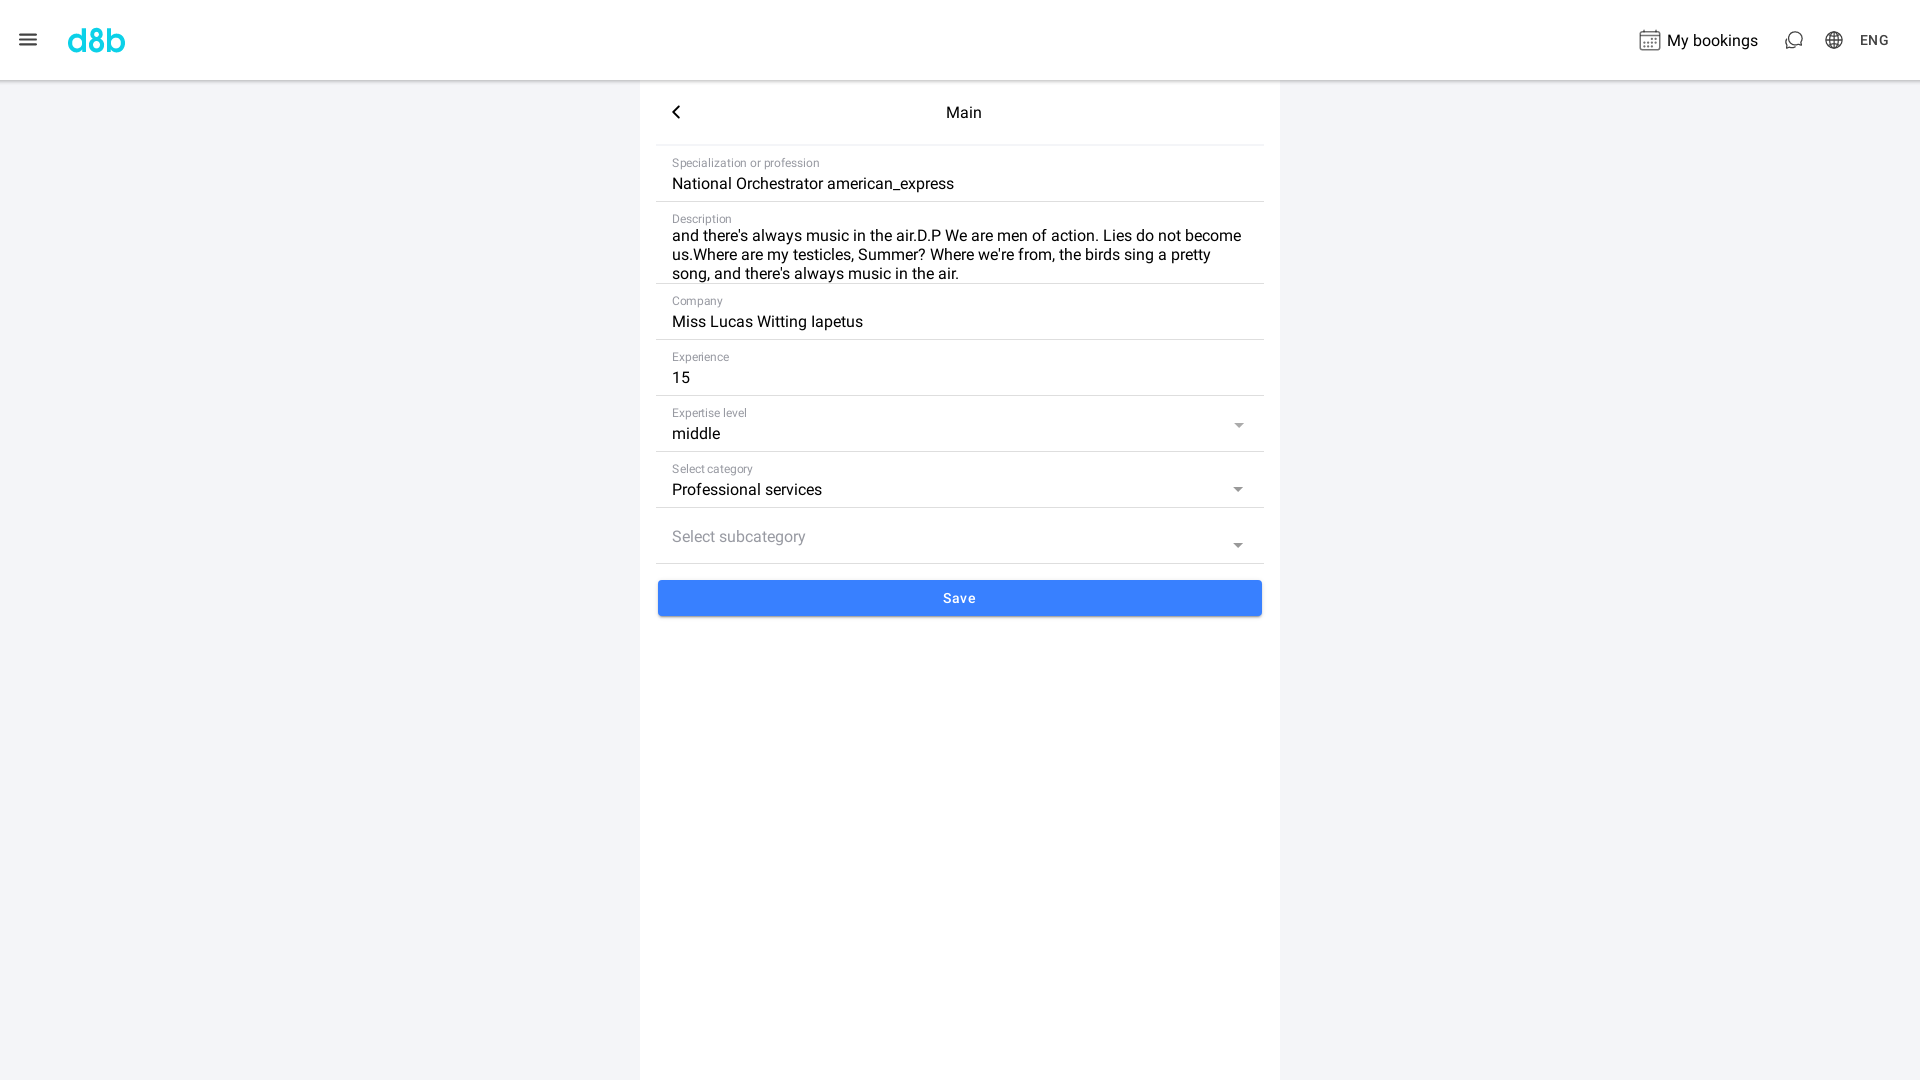 d8b
My bookings
ENG
Main
Specialization or profession
National Orchestrator american_express
Description
and there's always music in the air.D.P We are men of action. Lies do not become
us.Where are my testicles, Summer? Where we're from, the birds sing a pretty
song, and there's always music in the air.
Company
Miss Lucas Witting Iapetus
Experience
15
Expertise level
middle
Select category
Professional services
Select subcategory
Save